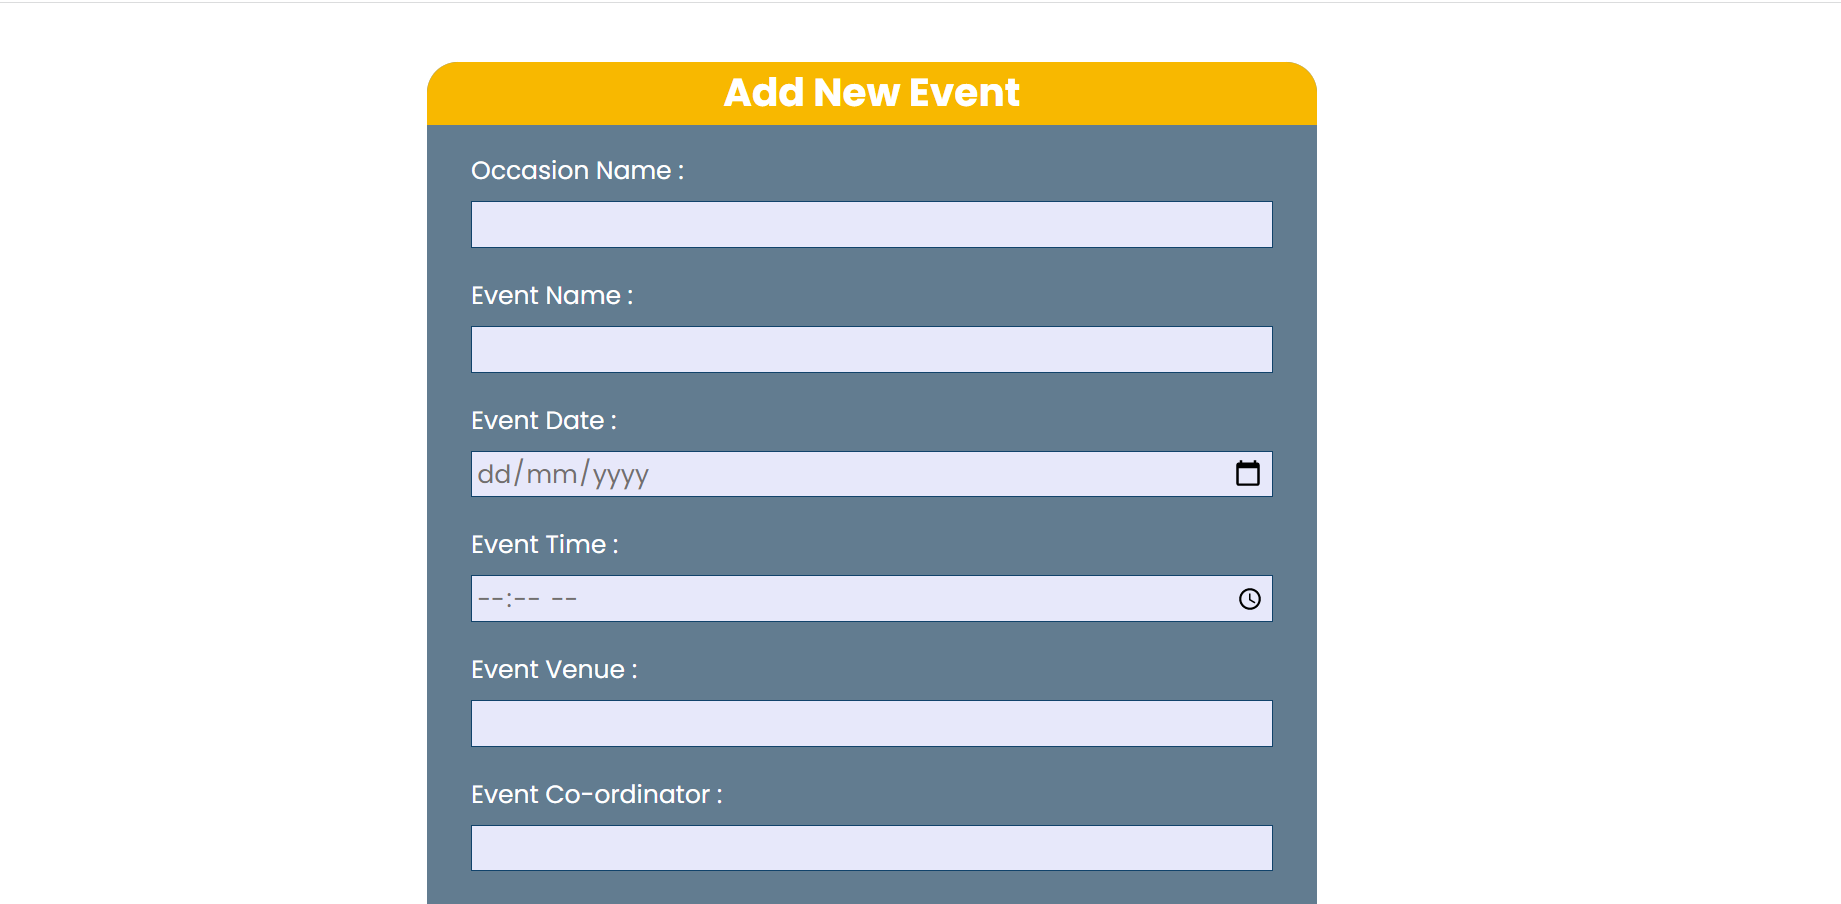 Add New Event
Occasion Name :
Event Name :
Event Date :
dd/mm/yyyy
Event Time :
--:-- --
Event Venue :
Event Co-ordinator :